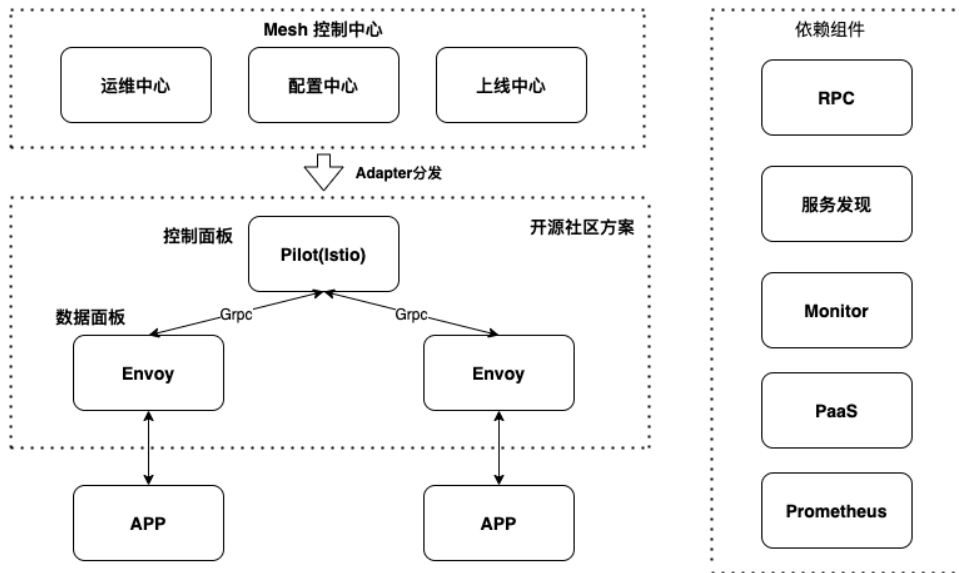 Mesh 控制中心
运维中心
配置中心
上线中心
Adapter分发
开源社区方案
控制面板
Pilot(Istio)
数据面板
Grpc
Grpc
Envoy
Envoy
APP
APP
依赖组件
RPC
服务发现
Monitor
PaaS
Prometheus